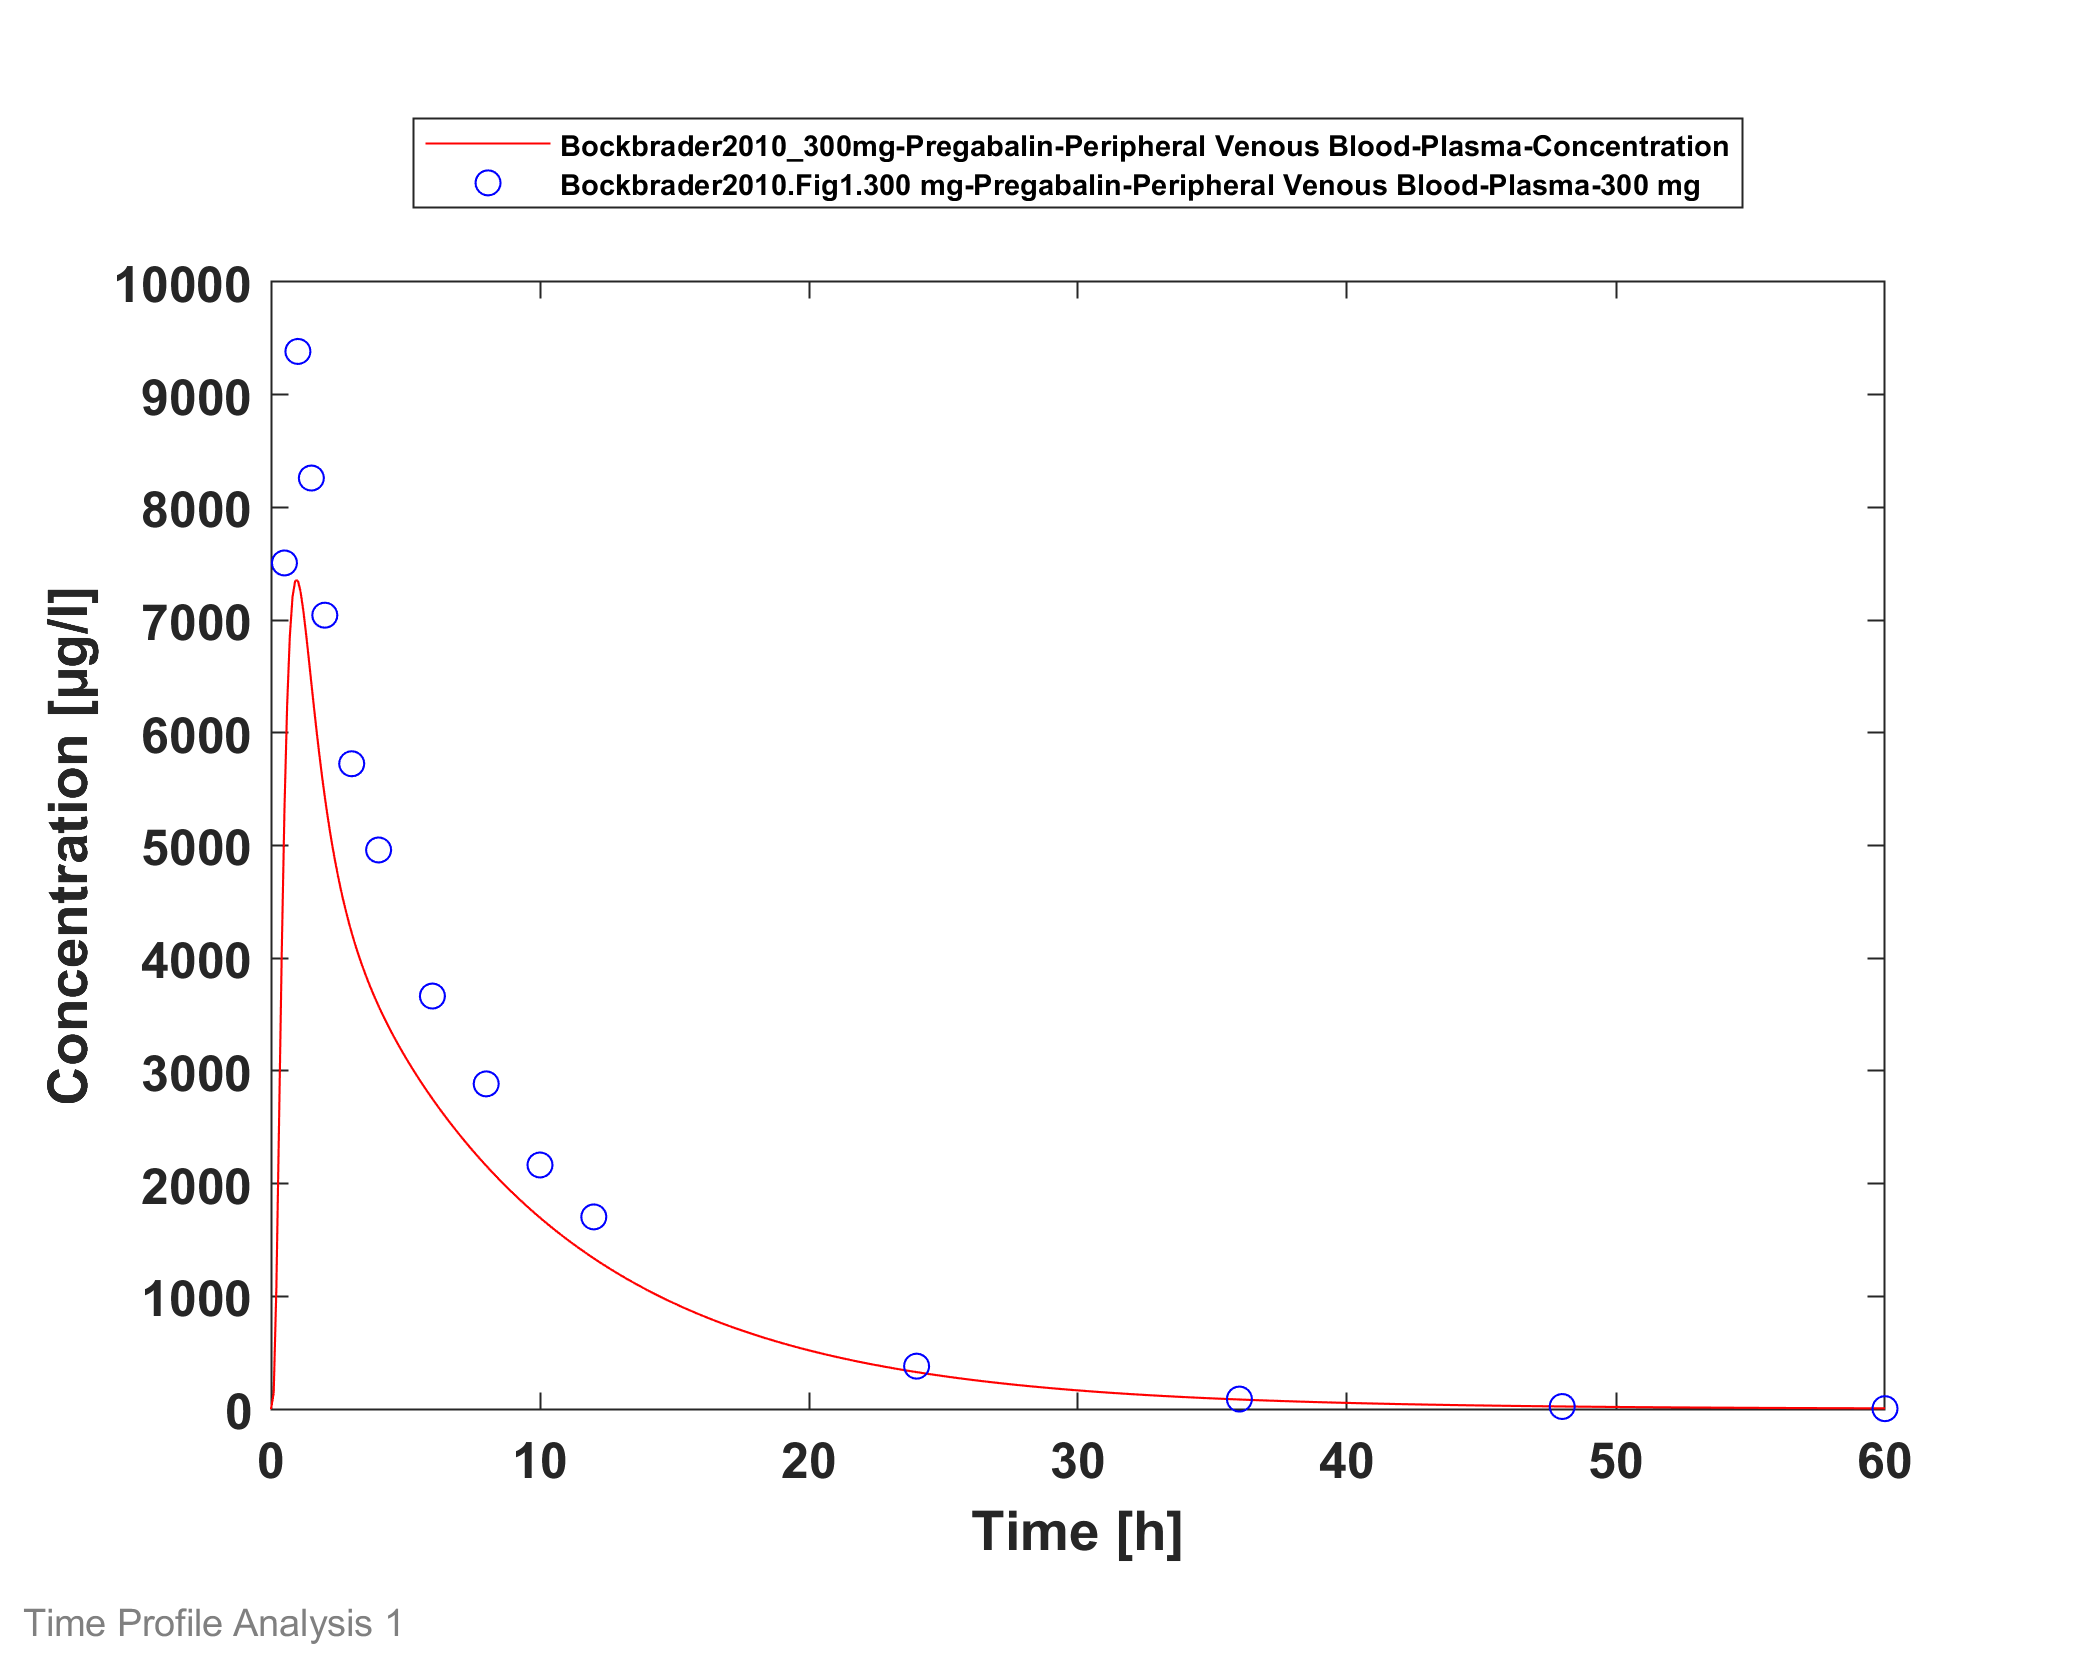 Bockbrader2010_300mg-Pregabalin-Peripheral Venous Blood-Plasma-Concentration
Bockbrader2010.Fig1.300 mg-Pregabalin-Peripheral Venous Blood-Plasma-300 mg
10000
9000
8000
7000
6000
5000
4000
3000
2000
1000
0
Concentration [µg/l]
0 10 20 30 40 50 60
Time [h]
Time Profile Analysis 1